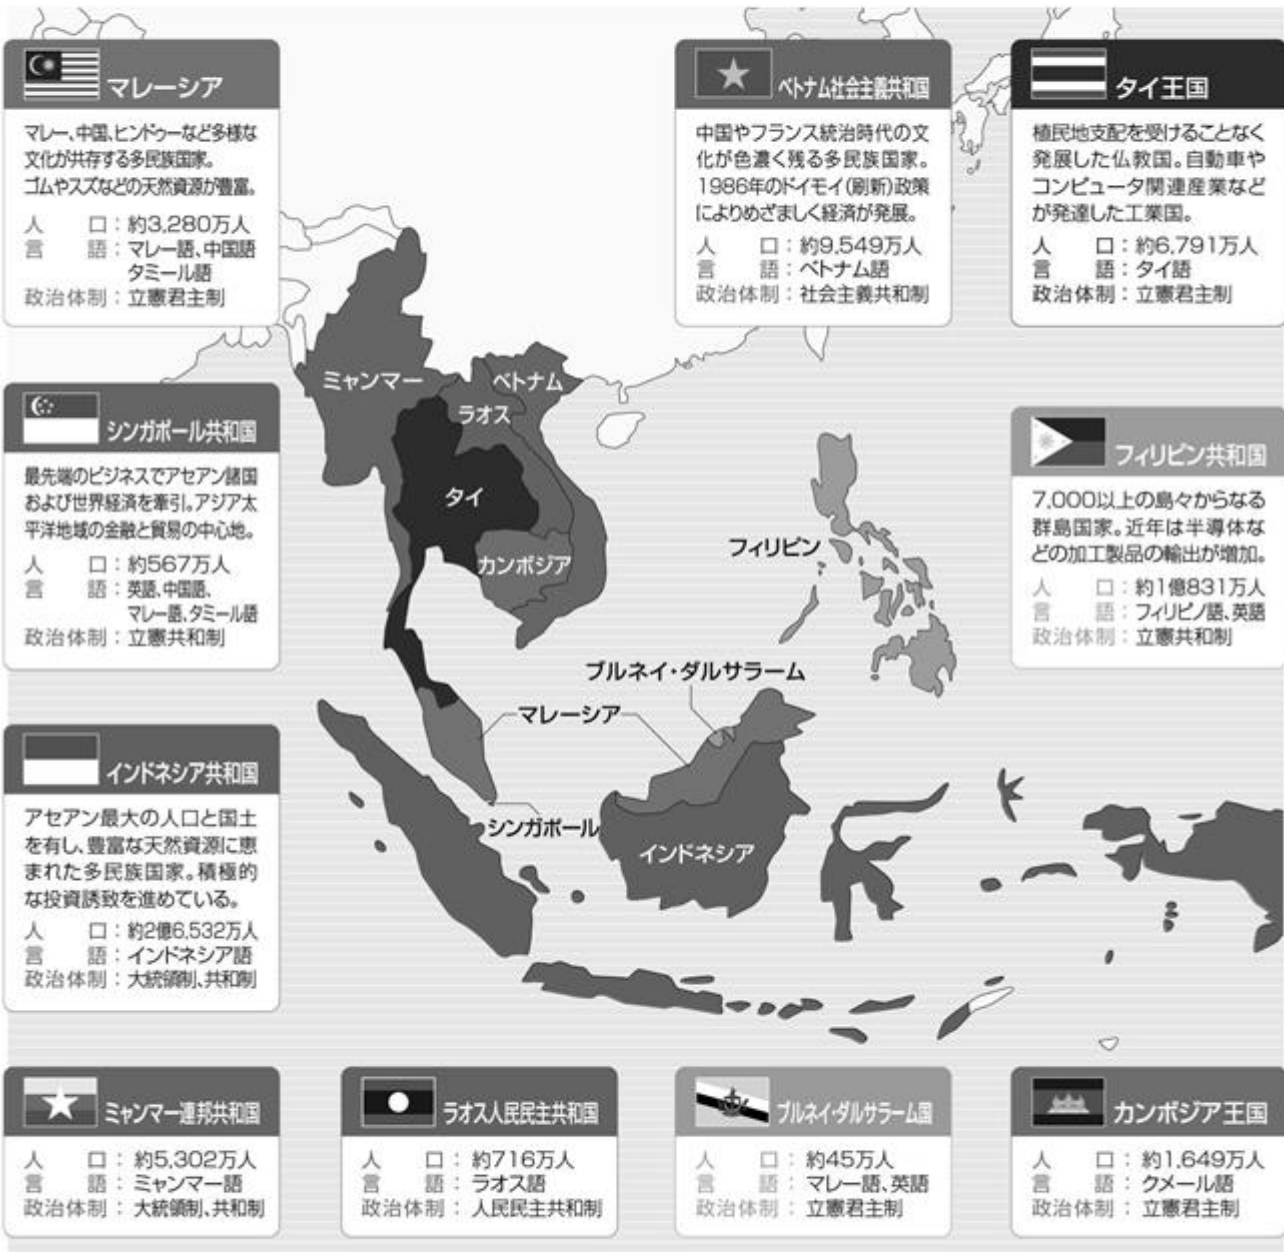 マレーシア
マレー、中国、ヒンドゥーなど多様な
文化が共存する多民族国家。
ゴムやスズなどの天然資源が豊富。
人口：約3,280万人
言語：マレー語、中国語
タミール語
政治体制：立憲君主制
ベトナム社会主義共和国
中国やフランス統治時代の文
化が色濃く残る多民族国家。
1986年のドイモイ(刷新)政策
によりめざましく経済が発展。
人口：約9,549万人
言語：ベトナム語
政治体制：社会主義共和制
タイ王国
植民地支配を受けることなく
発展した仏教国。自動車や
コンピュータ関連産業など
が発達した工業国。
人口：約6,791万人
言語：タイ語
政治体制：立憲君主制
シンガポール共和国
最先端のビジネスでアセアン諸国
および世界経済を牽引。アジア太
平洋地域の金融と貿易の中心地。
人口：約567万人
言語：英語、中国語、
マレー語、タミール語
政治体制：立憲共和制
フィリピン共和国
7,000以上の島々からなる
群島国家。近年は半導体な
どの加工製品の輸出が増加。
人口：約1億831万人
言語：フィリピノ語、英語
政治体制：立憲共和制
ミャンマー
ベトナム
ラオス
タイ
カンボジア
フィリピン
ブルネイ・ダルサラーム
マレーシア
シンガポール
インドネシア
インドネシア共和国
アセアン最大の人口と国土
を有し、豊富な天然資源に恵
まれた多民族国家。積極的
な投資誘致を進めている。
人口：約2億6,532万人
言語：インドネシア語
政治体制：大統領制、共和制
ミャンマー連邦共和国
人口：約5,302万人
言語：ミャンマー語
政治体制：大統領制、共和制
ラオス人民民主共和国
人口：約716万人
言語：ラオス語
政治体制：人民民主共和制
ブルネイ・ダルサラーム国
人口：約45万人
言語：マレー語、英語
政治体制：立憲君主制
カンボジア王国
人口：約1,649万人
言語：クメール語
政治体制：立憲君主制